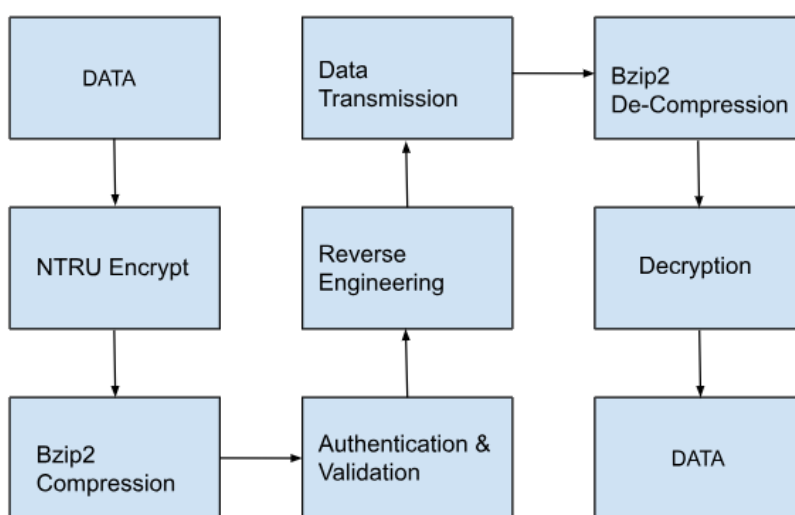 DATA
NTRU Encrypt
Bzip2
Compression
Authentication &
Validation
Reverse
Engineering
Data
Transmission
Bzip2
De-Compression
Decryption
DATA